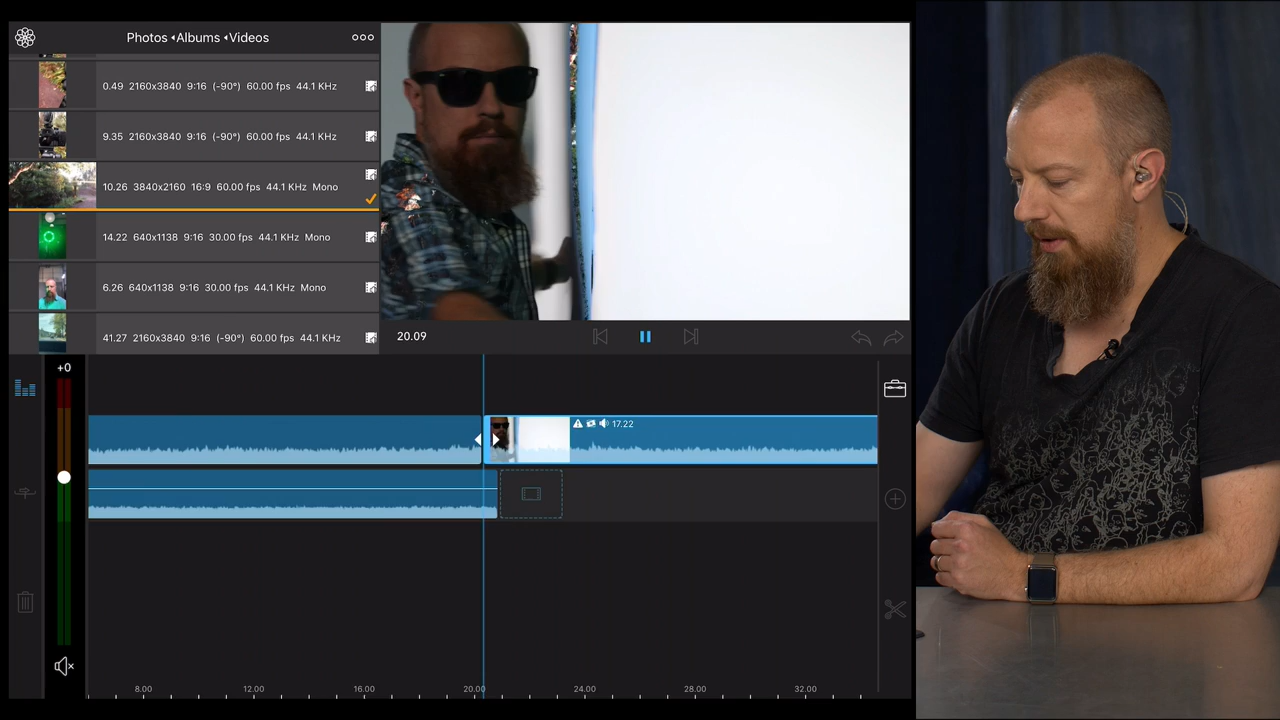 Photos Albums Videos
0.49 2160x3840 9:16 (-90°) 60.00 fps 44.1 KHz
9.35 2160x3840 9:16 (-90°) 60.00 fps 44.1 KHz
10.26 3840x2160 16:9 60.00 fps 44.1 KHz Mono
14.22 640x1138 9:16 30.00 fps 44.1 KHz Mono
6.26 640x1138 9:16 30.00 fps 44.1 KHz Mono
41.27 2160x3840 9:16 (-90°) 60.00 fps 44.1 KHz
20.09
+0
17.22
8.00 12.00 16.00 20.00 24.00 28.00 32.00